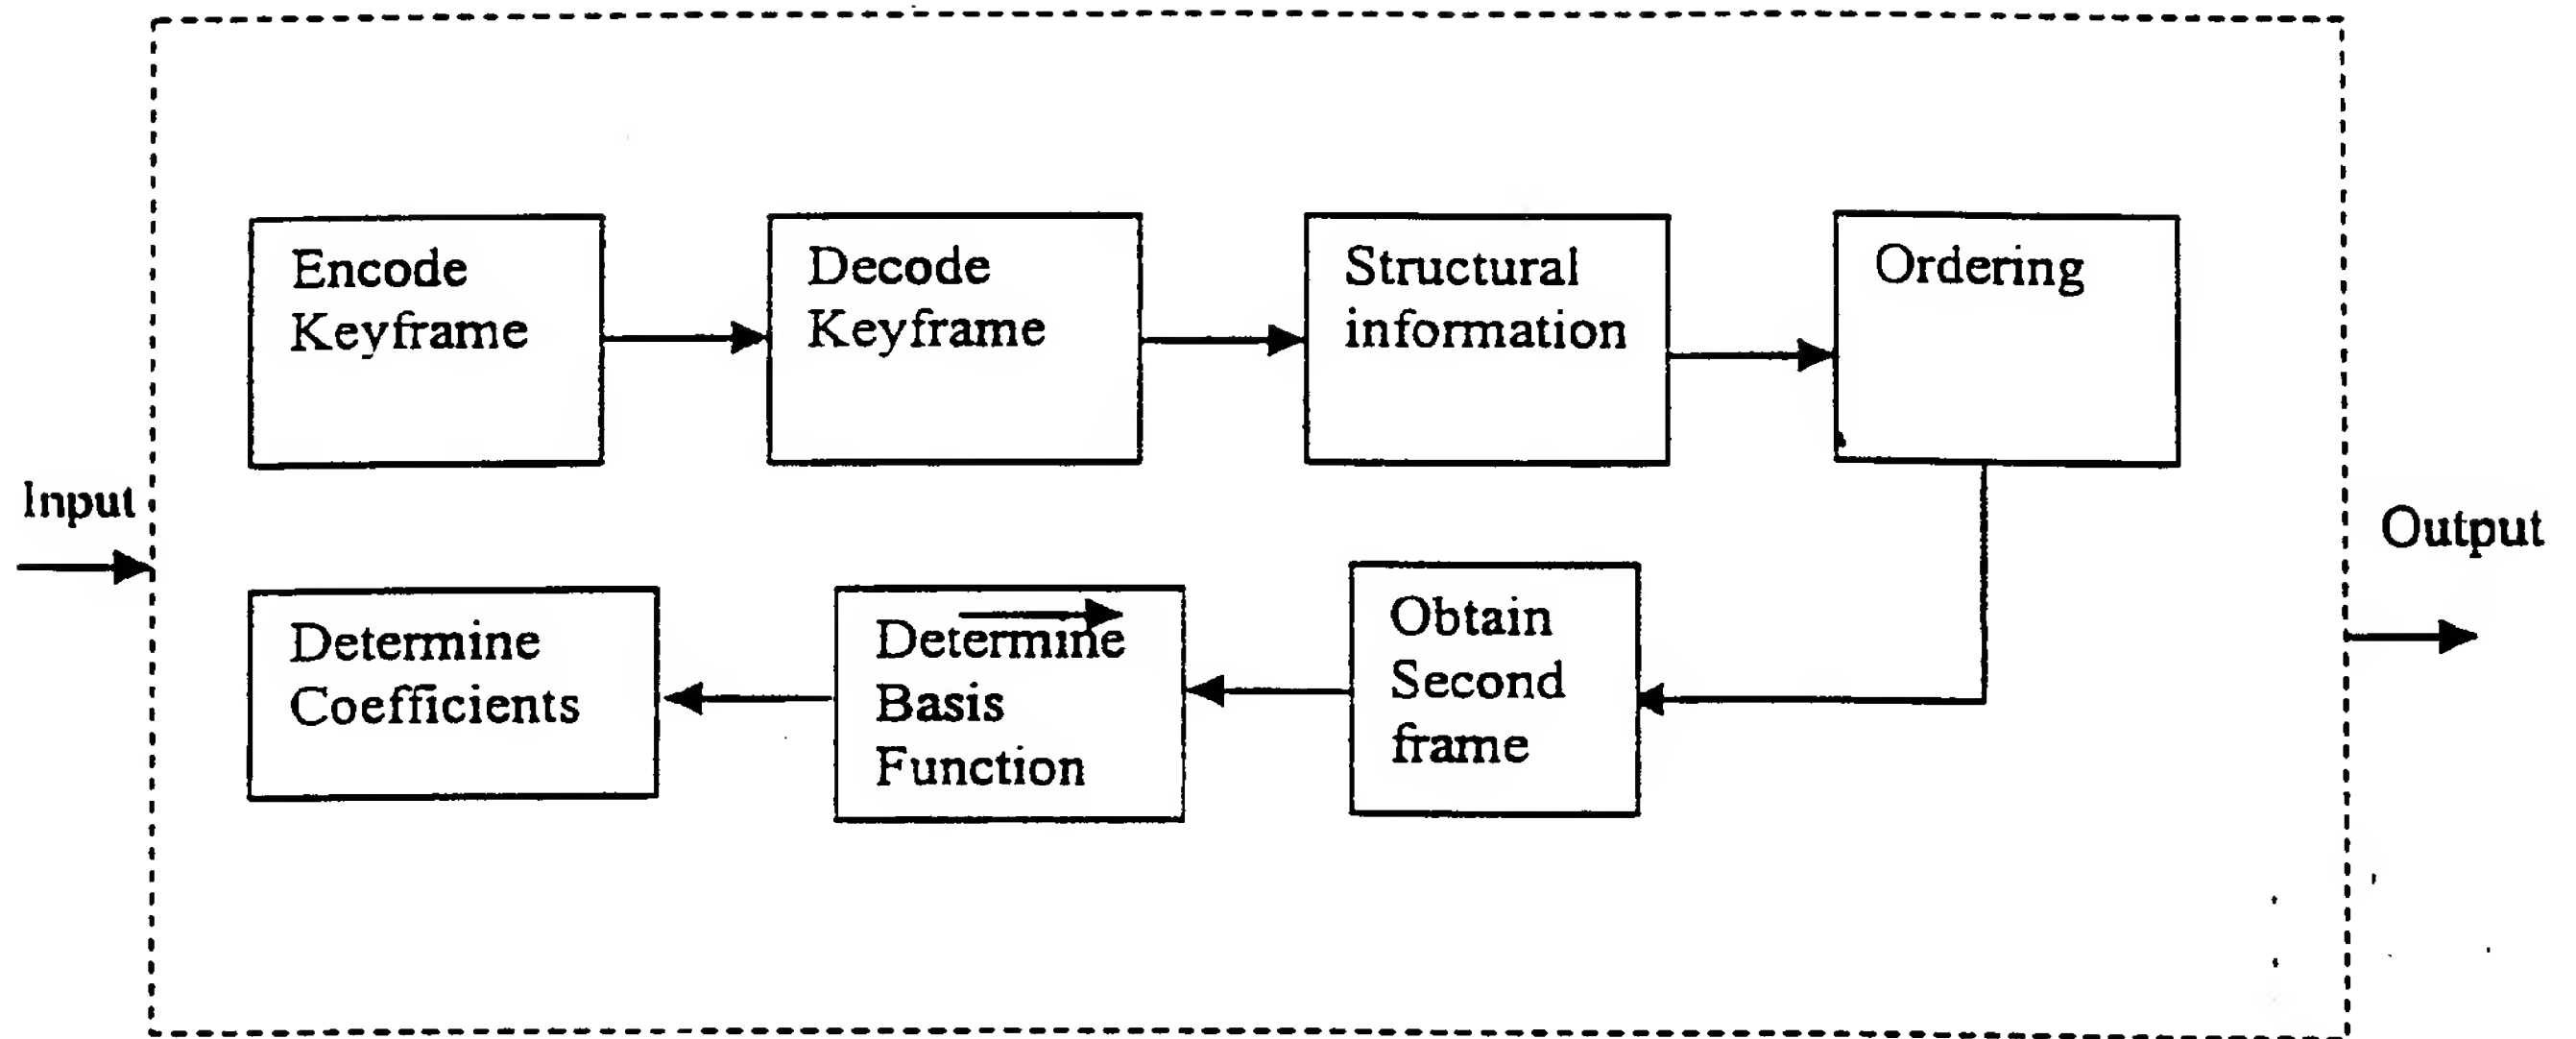 Encode
Keyframe
Decode
Keyframe
Structural
information
Ordering
Input
Output
Obtain
Second
frame
Determine
Basis
Function
Determine
Coefficients